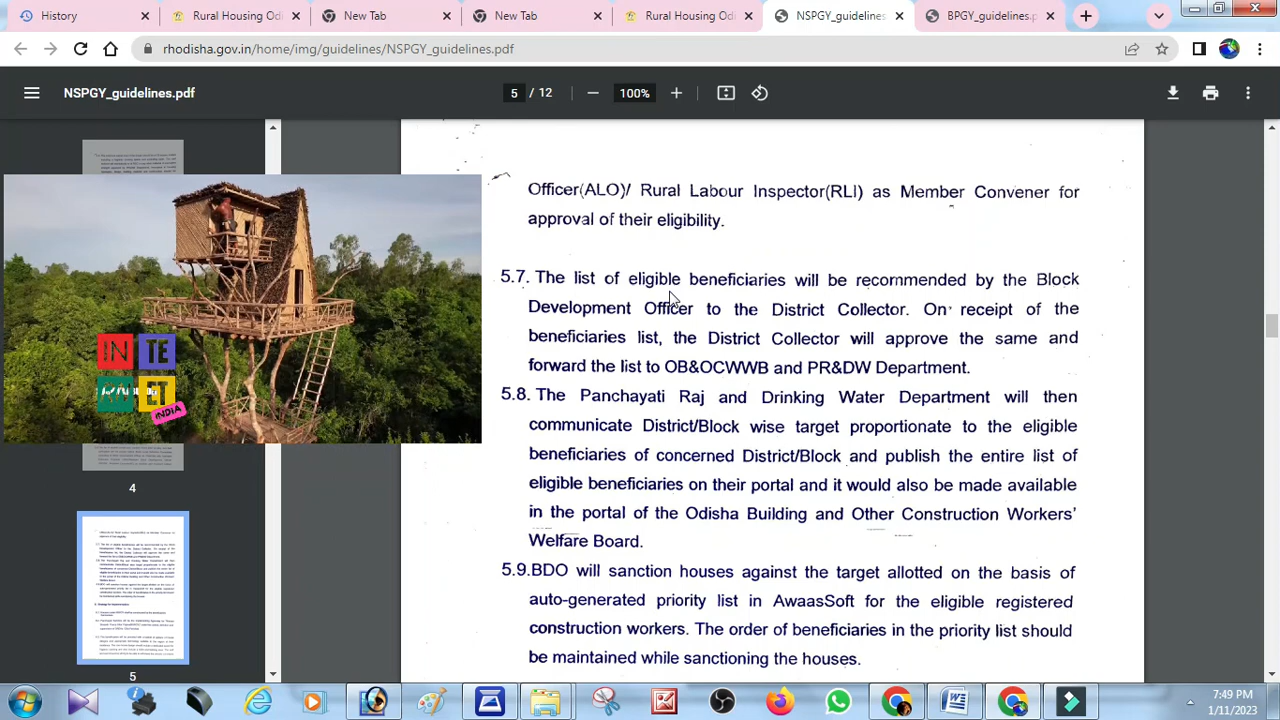 History
Rural Housing Odi
New Tab
New Tab
Rural Housing Odi
NSPGY_guidelines
BPGY_guidelines.p
rhodisha.gov.in/home/img/guidelines/NSPGY_guidelines.pdf
NSPGY_guidelines.pdf
5 / 12
100%
Officer(ALO)/ Rural Labour Inspector(RLI) as Member Convener for
approval of their eligibility.
5.7. The list of eligible beneficiaries will be recommended by the Block
Development Officer to the District Collector. On receipt of the
beneficiaries list, the District Collector will approve the same and
forward the list to OB&OCWWB and PR&DW Department.
5.8. The Panchayati Raj and Drinking Water Department will then
communicate District/Block wise target proportionate to the eligible
beneficiaries of concerned District/Block and publish the entire list of
eligible beneficiaries on their portal and it would also be made available
in the portal of the Odisha Building and Other Construction Workers'
Welfare Board.
5.9. BDO will sanction houses against the target allotted on the basis of
auto-generated priority list in AwaasSoft for the eligible registered
workers. The order of beneficiaries in the priority list should
be maintained while sanctioning the houses.
IN TE
ET
INDIA
4
5
7:49 PM
1/11/2023